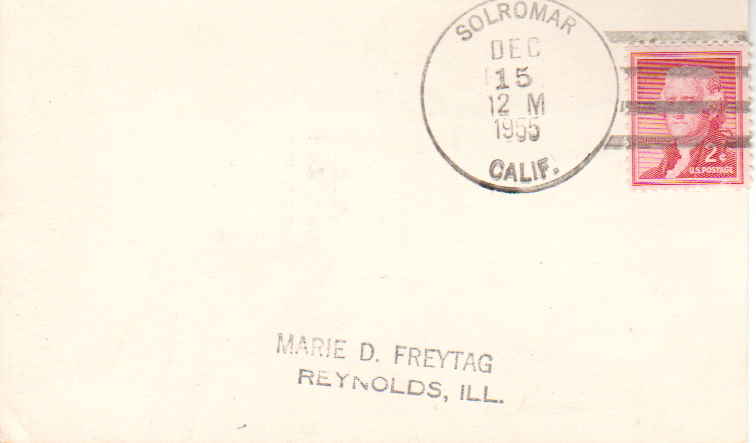 SOLROMAR
DEC
15
12 M
1955
CALIF.
2¢
U.S. POSTAGE
MARIE D. FREYTAG
REYNOLDS, ILL.